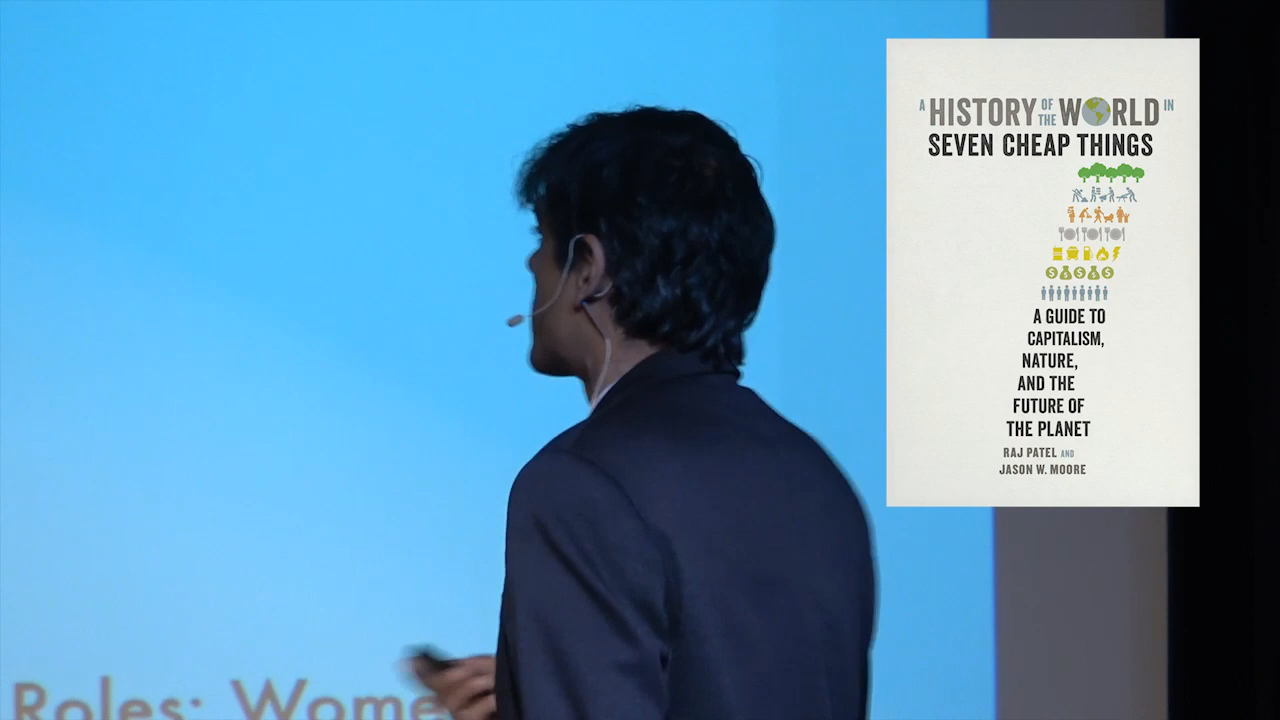 A HISTORY OF THE WORLD IN
SEVEN CHEAP THINGS
A GUIDE TO
CAPITALISM,
NATURE,
AND THE
FUTURE OF
THE PLANET
RAJ PATEL AND
JASON W. MOORE
Roles: Wome